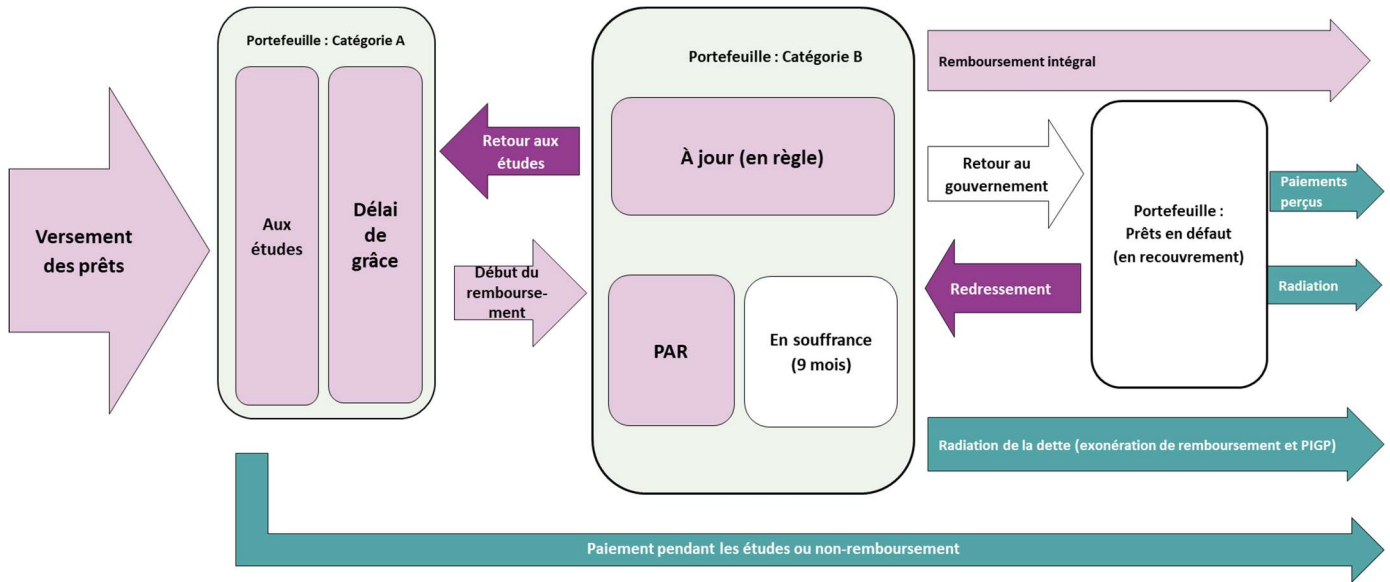 Versement
des prêts
Portefeuille : Catégorie A
Aux
études
Délai
de
grâce
Retour aux
études
Début du
rembourse-
ment
Portefeuille : Catégorie B
À jour (en règle)
PAR
En souffrance
(9 mois)
Remboursement intégral
Retour au
gouvernement
Redressement
Portefeuille :
Prêts en défaut
(en recouvrement)
Paiements
perçus
Radiation
Radiation de la dette (exonération de remboursement et PIGP)
Paiement pendant les études ou non-remboursement